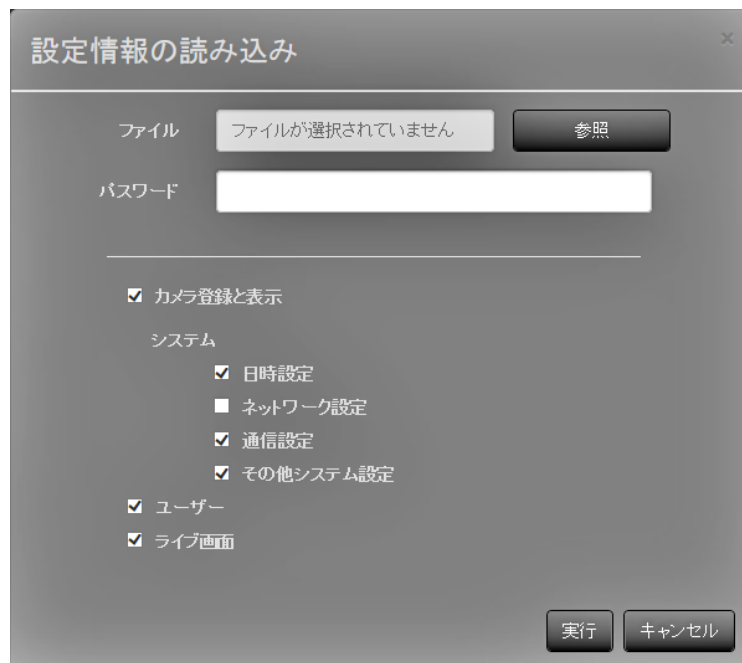 設定情報の読み込み
×
ファイル ファイルが選択されていません 参照
パスワード
カメラ登録と表示
システム
日時設定
ネットワーク設定
通信設定
その他システム設定
ユーザー
ライブ画面
実行 キャンセル